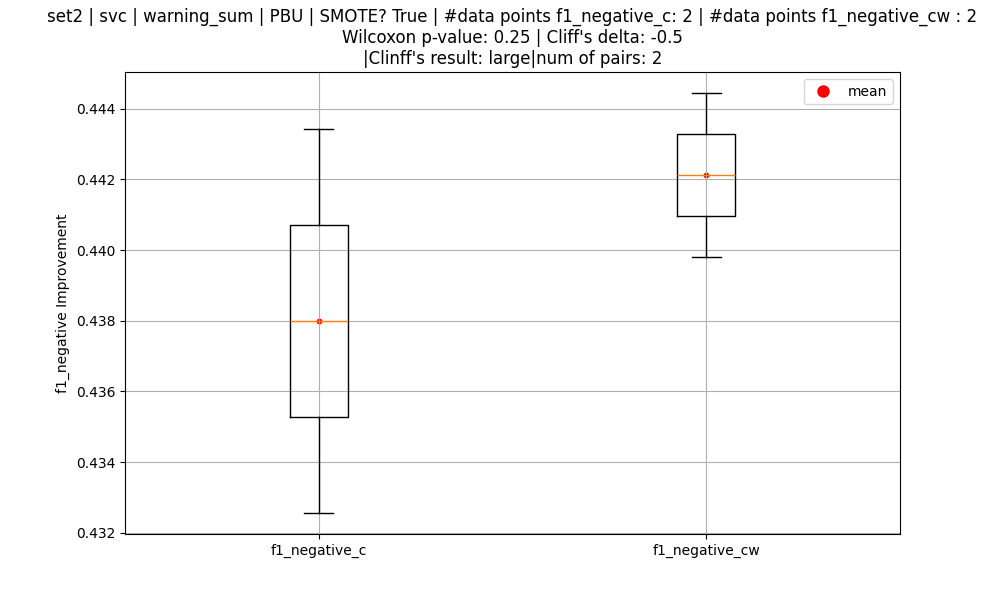 set2 | svc | warning_sum | PBU | SMOTE? True | #data points f1_negative_c: 2 | #data points f1_negative_cw : 2
Wilcoxon p-value: 0.25 | Cliff's delta: -0.5
|Clinff's result: large|num of pairs: 2
mean
0.444
0.442
0.440
0.438
0.436
0.434
0.432
f1_negative Improvement
f1_negative_c
f1_negative_cw